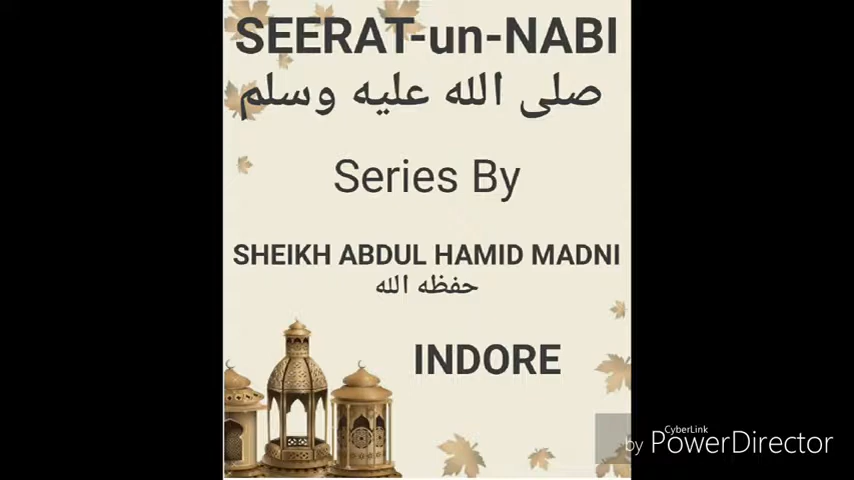 SEERAT-un-NABI
صلى الله عليه وسلم
Series By
SHEIKH ABDUL HAMID MADNI
حفظه الله
INDORE
CyberLink
by PowerDirector